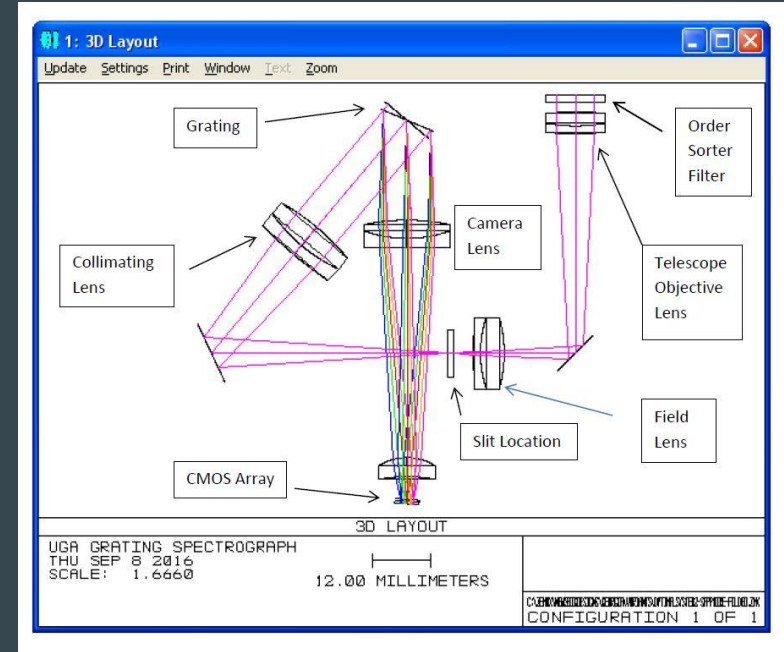 1: 3D Layout
Update Settings Print Window Text Zoom
Grating
Order
Sorter
Filter
Camera
Lens
Collimating
Lens
Telescope
Objective
Lens
Slit Location
Field
Lens
CMOS Array
3D LAYOUT
UGA GRATING SPECTROGRAPH
THU SEP 8 2016
SCALE: 1.6660
12.00 MILLIMETERS
CONFIGURATION 1 OF 1